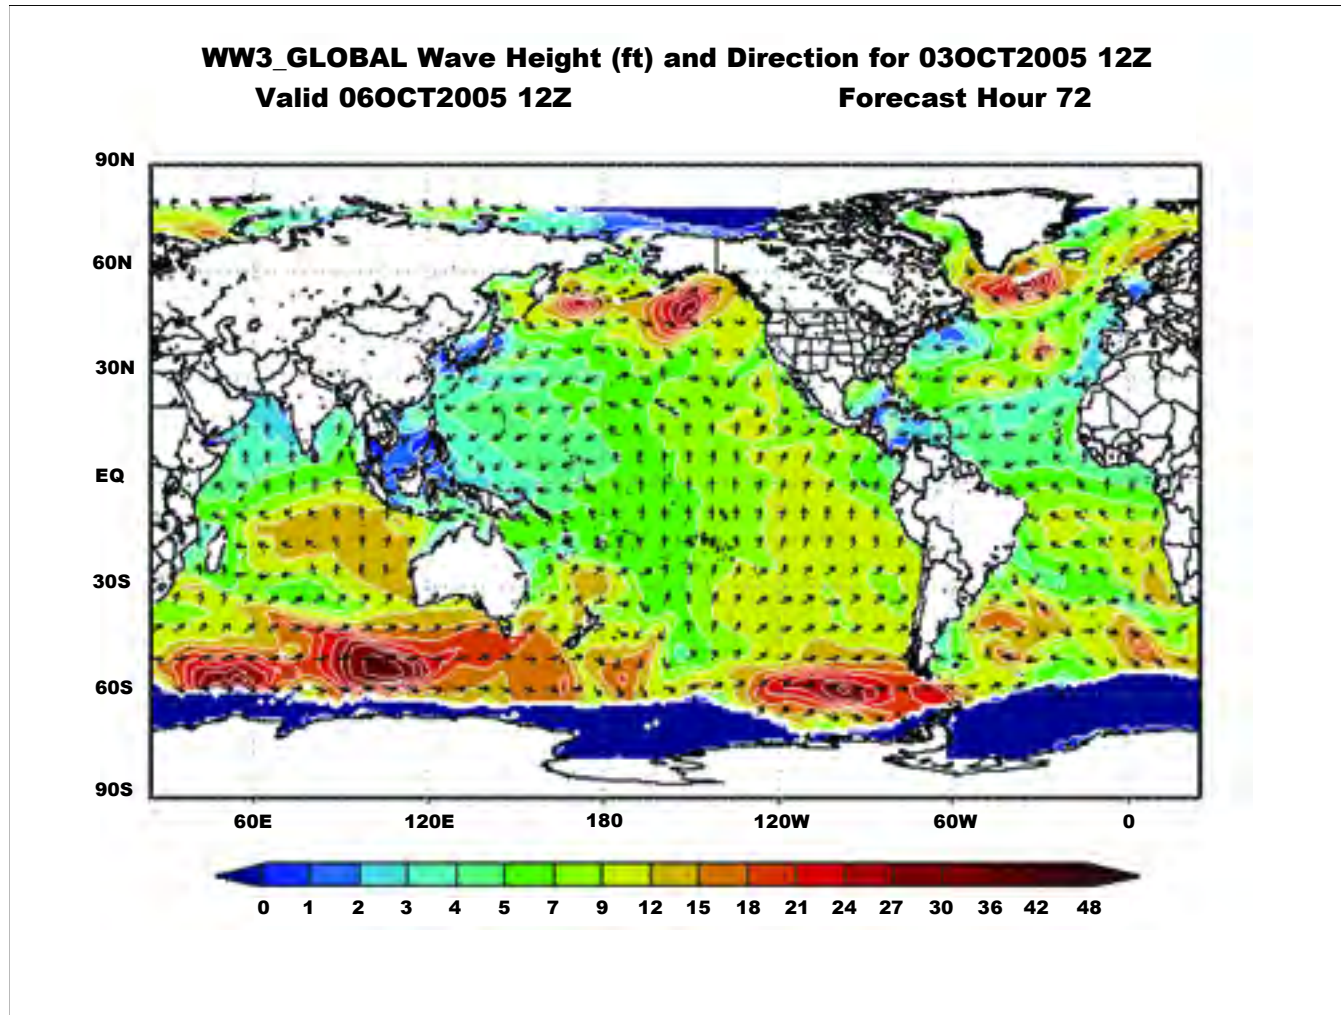 WW3_GLOBAL Wave Height (ft) and Direction for 03OCT2005 12Z
Valid 06OCT2005 12Z Forecast Hour 72
90N
60N
30N
EQ
30S
60S
90S
60E 120E 180 120W 60W 0
0 1 2 3 4 5 7 9 12 15 18 21 24 27 30 36 42 48